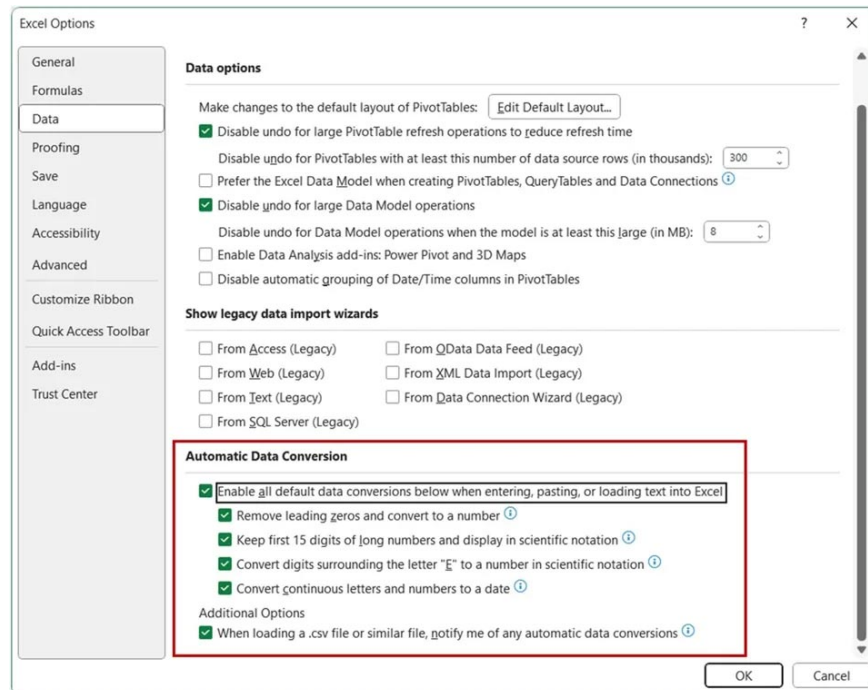 Excel Options
?
General
Formulas
Data
Proofing
Save
Language
Accessibility
Advanced
Customize Ribbon
Quick Access Toolbar
Add-ins
Trust Center
Data options
Make changes to the default layout of PivotTables: Edit Default Layout...
Disable undo for large PivotTable refresh operations to reduce refresh time
Disable undo for PivotTables with at least this number of data source rows (in thousands): 300
Prefer the Excel Data Model when creating PivotTables, QueryTables and Data Connections
Disable undo for large Data Model operations
Disable undo for Data Model operations when the model is at least this large (in MB): 8
Enable Data Analysis add-ins: Power Pivot and 3D Maps
Disable automatic grouping of Date/Time columns in PivotTables
Show legacy data import wizards
From Access (Legacy) From OData Data Feed (Legacy)
From Web (Legacy) From XML Data Import (Legacy)
From Text (Legacy) From Data Connection Wizard (Legacy)
From SQL Server (Legacy)
Automatic Data Conversion
Enable all default data conversions below when entering, pasting, or loading text into Excel
Remove leading zeros and convert to a number
Keep first 15 digits of long numbers and display in scientific notation
Convert digits surrounding the letter "E" to a number in scientific notation
Convert continuous letters and numbers to a date
Additional Options
When loading a .csv file or similar file, notify me of any automatic data conversions
OK Cancel